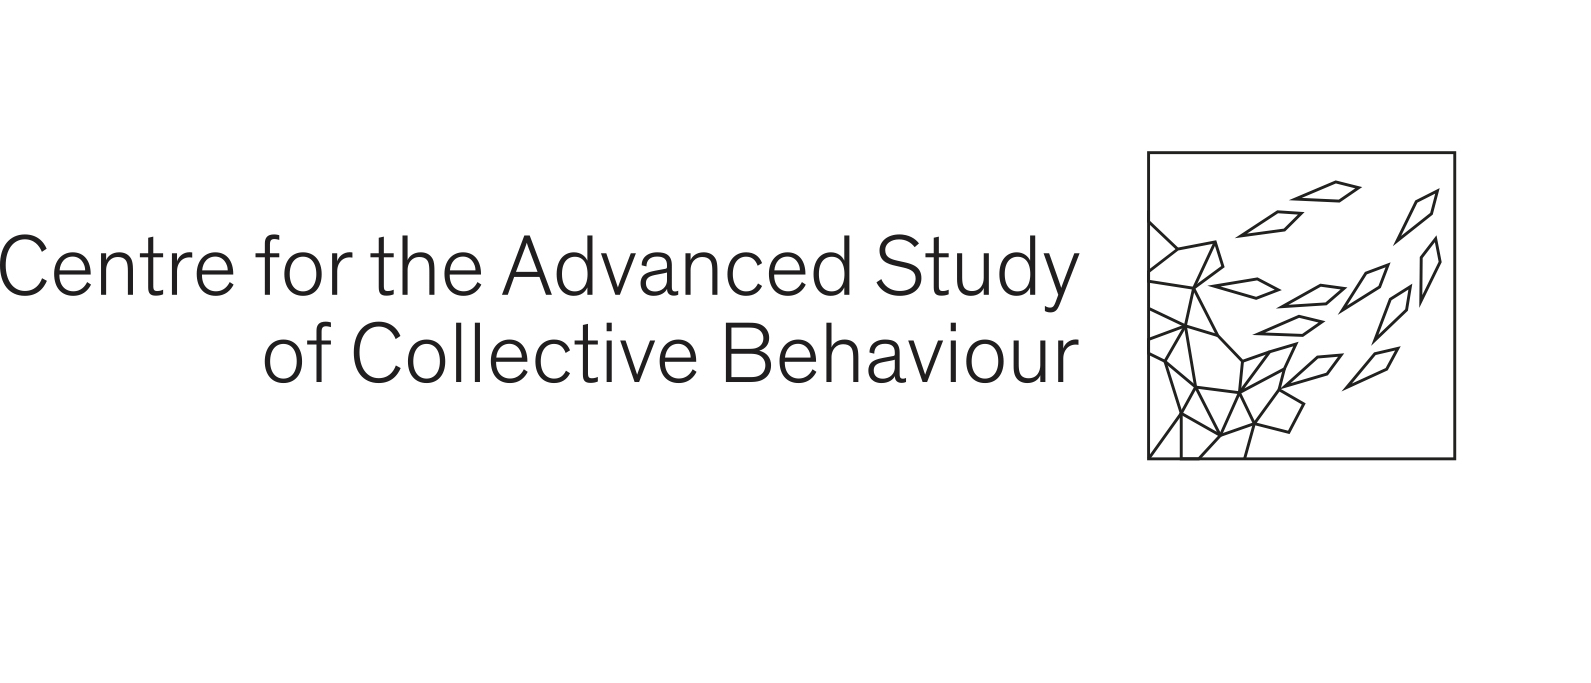 Centre for the Advanced Study
of Collective Behaviour